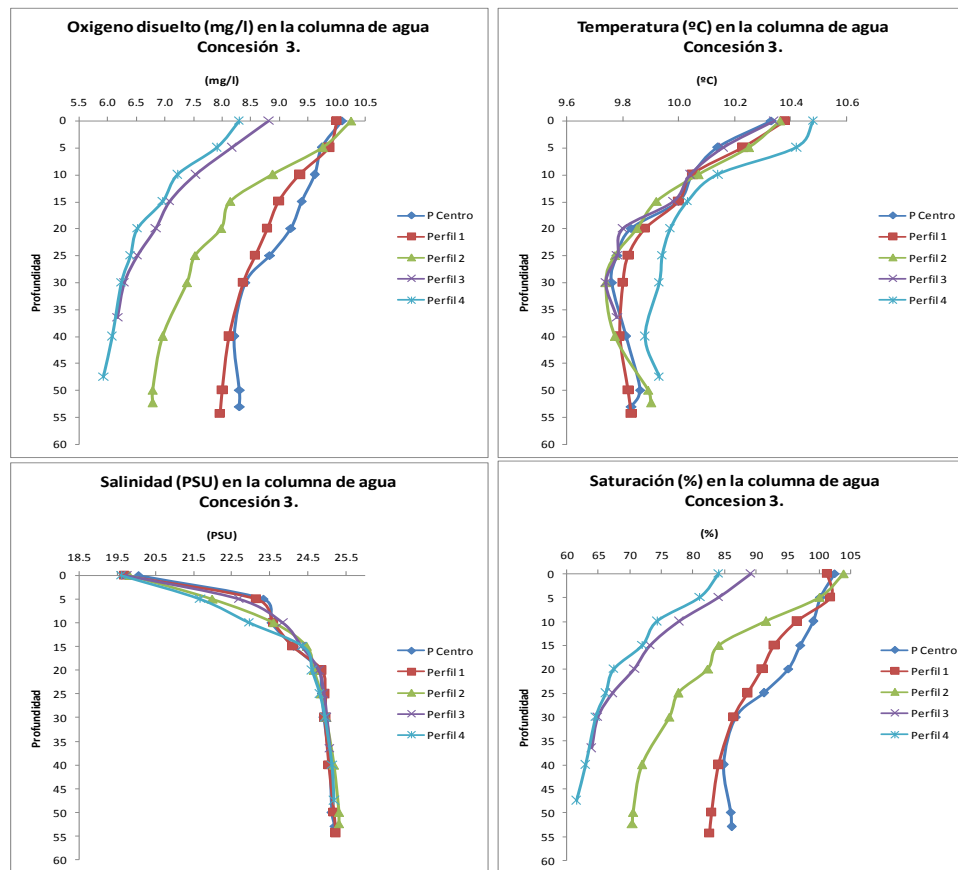 Oxigeno disuelto (mg/l) en la columna de agua
Concesión 3.
(mg/l)
5.5 6.0 6.5 7.0 7.5 8.0 8.5 9.0 9.5 10.0 10.5
0
5
10
15
20
25
30
35
40
45
50
55
60
Profundidad
P Centro
Perfil 1
Perfil 2
Perfil 3
Perfil 4
Temperatura (ºC) en la columna de agua
Concesión 3.
(ºC)
9.6 9.8 10.0 10.2 10.4 10.6
0
5
10
15
20
25
30
35
40
45
50
55
60
Profundidad
P Centro
Perfil 1
Perfil 2
Perfil 3
Perfil 4
Salinidad (PSU) en la columna de agua
Concesión 3.
(PSU)
18.5 19.5 20.5 21.5 22.5 23.5 24.5 25.5
0
5
10
15
20
25
30
35
40
45
50
55
60
Profundidad
P Centro
Perfil 1
Perfil 2
Perfil 3
Perfil 4
Saturación (%) en la columna de agua
Concesion 3.
(%)
60 65 70 75 80 85 90 95 100 105
0
5
10
15
20
25
30
35
40
45
50
55
60
Profundidad
P Centro
Perfil 1
Perfil 2
Perfil 3
Perfil 4